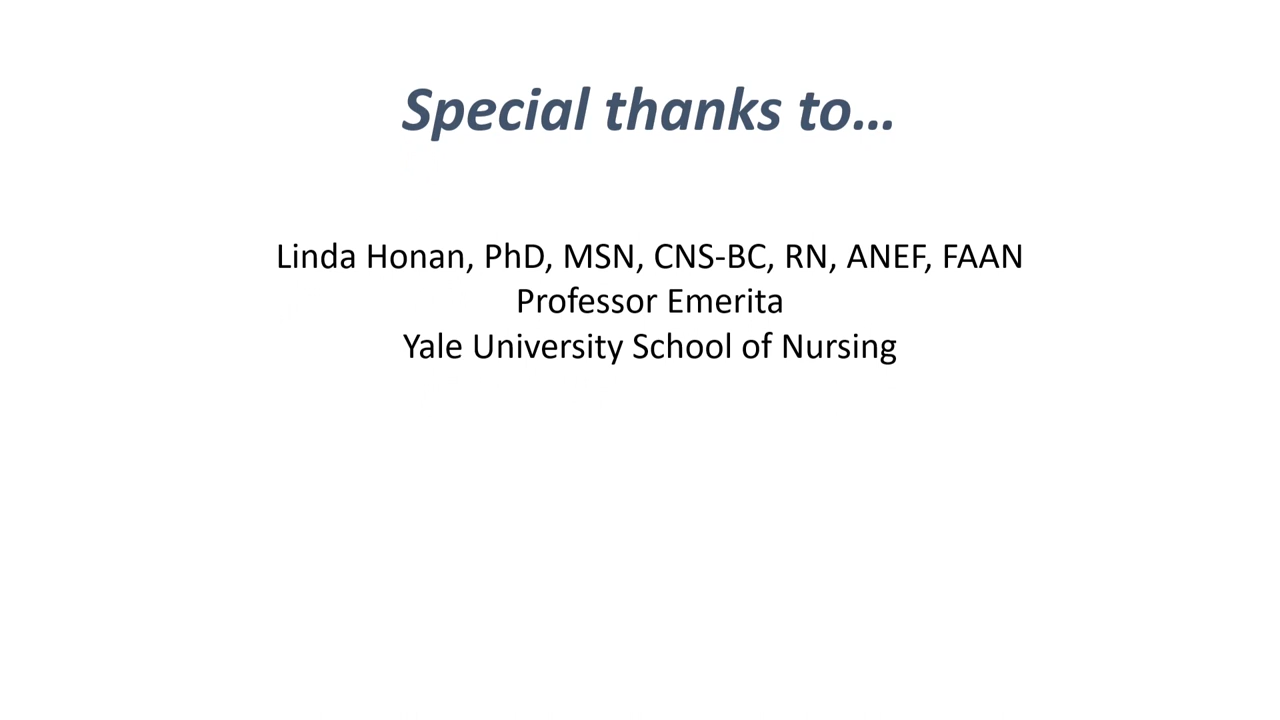 Special thanks to…
Linda Honan, PhD, MSN, CNS-BC, RN, ANEF, FAAN
Professor Emerita
Yale University School of Nursing